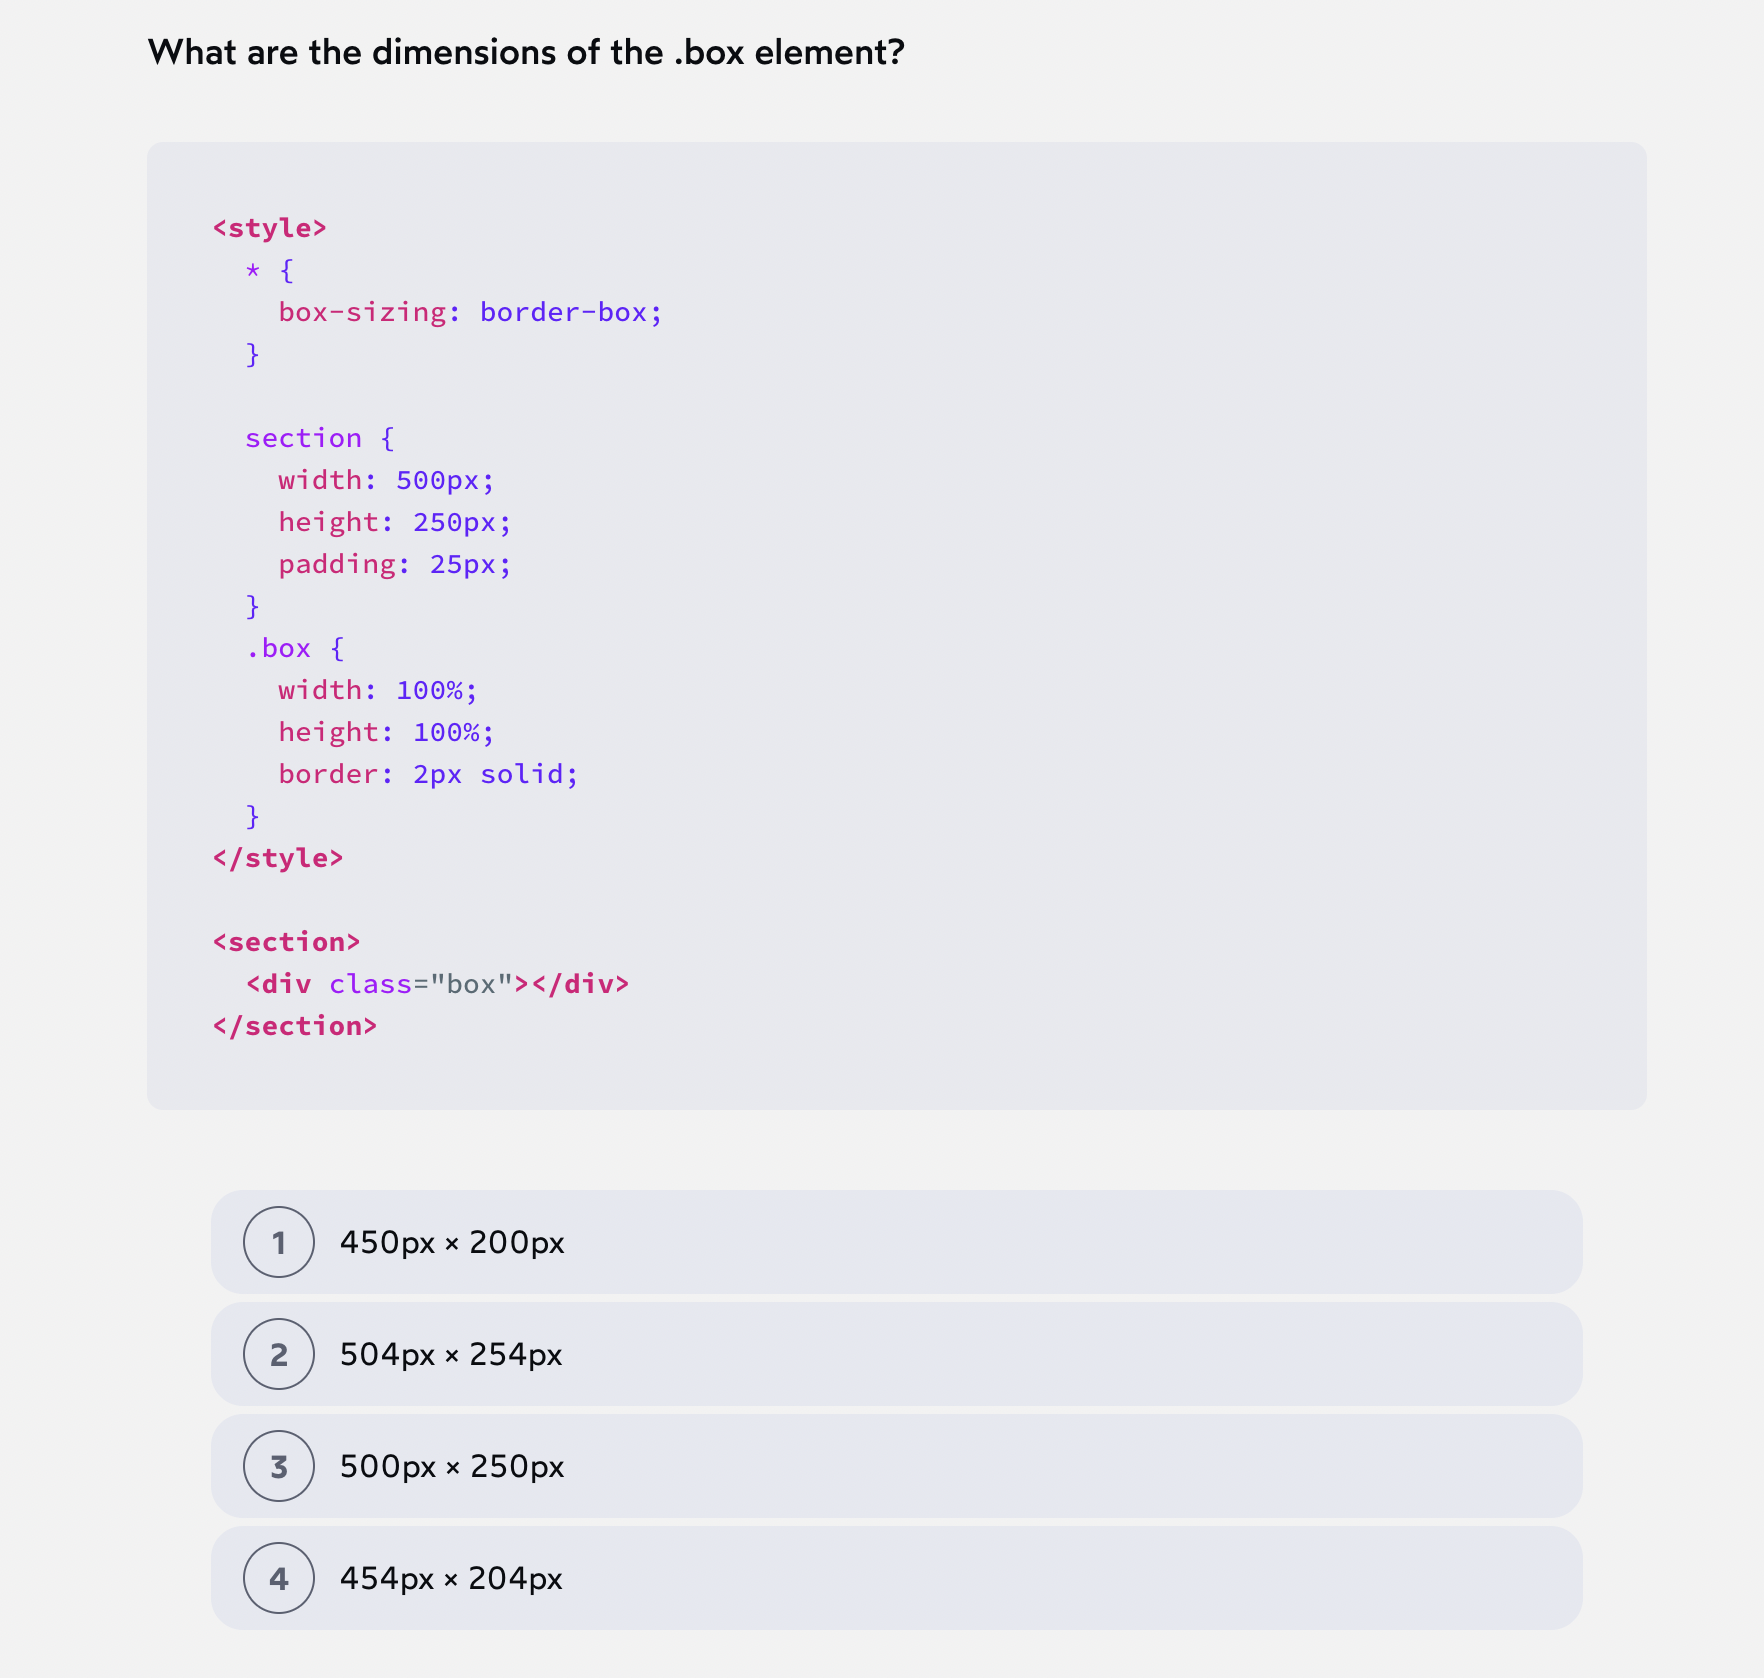 What are the dimensions of the .box element?
<style>
  * {
    box-sizing: border-box;
  }

  section {
    width: 500px;
    height: 250px;
    padding: 25px;
  }
  .box {
    width: 100%;
    height: 100%;
    border: 2px solid;
  }
</style>

<section>
  <div class="box"></div>
</section>
1 450px × 200px
2 504px × 254px
3 500px × 250px
4 454px × 204px